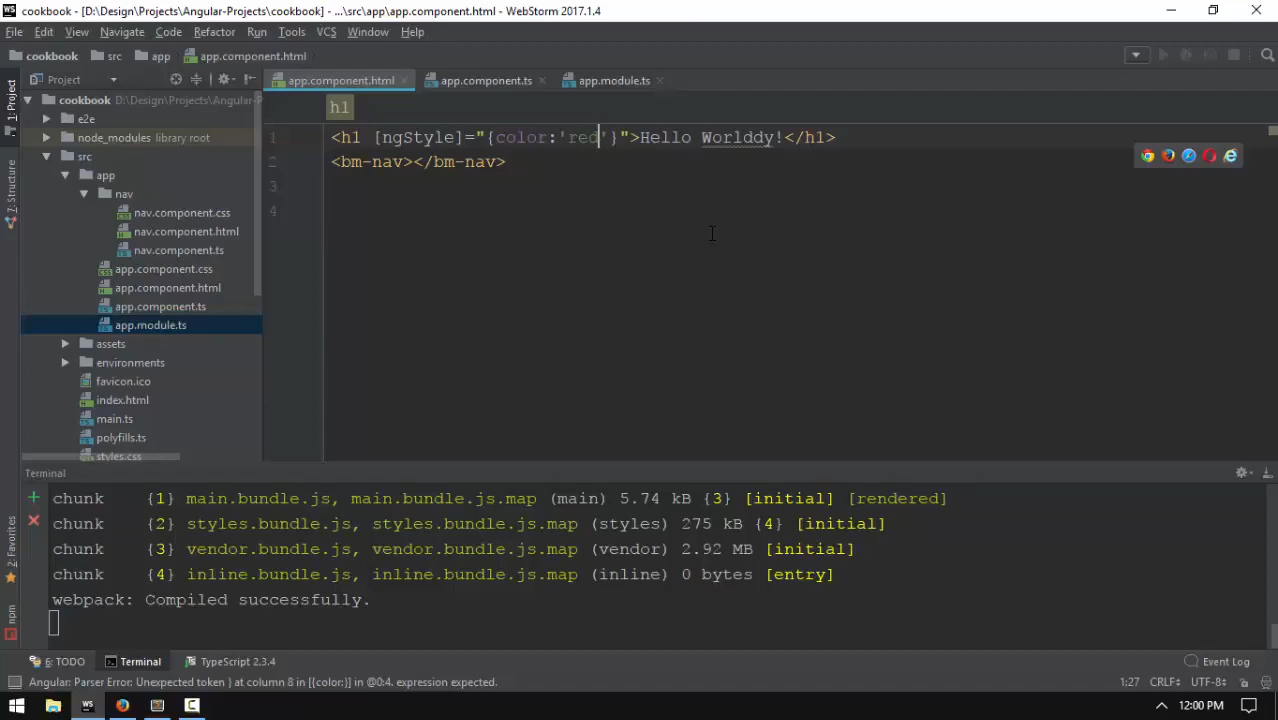 cookbook - [D:\Design\Projects\Angular-Projects\cookbook] - ...\src\app\app.component.html - WebStorm 2017.1.4
File Edit View Navigate Code Refactor Run Tools VCS Window Help
cookbook src app app.component.html
Project app.component.html app.component.ts app.module.ts
1: Project
7: Structure
2: Favorites
npm
cookbook D:\Design\Projects\Angular-P
e2e
node_modules library root
src
app
nav
nav.component.css
nav.component.html
nav.component.ts
app.component.css
app.component.html
app.component.ts
app.module.ts
assets
environments
favicon.ico
index.html
main.ts
polyfills.ts
styles.css
h1
1 <h1 [ngStyle]="{color:'red'}">Hello Worlddy!</h1>
2 <bm-nav></bm-nav>
3
4
Terminal
chunk {1} main.bundle.js, main.bundle.js.map (main) 5.74 kB {3} [initial] [rendered]
chunk {2} styles.bundle.js, styles.bundle.js.map (styles) 275 kB {4} [initial]
chunk {3} vendor.bundle.js, vendor.bundle.js.map (vendor) 2.92 MB [initial]
chunk {4} inline.bundle.js, inline.bundle.js.map (inline) 0 bytes [entry]
webpack: Compiled successfully.
6: TODO Terminal TypeScript 2.3.4 Event Log
Angular: Parser Error: Unexpected token } at column 8 in [{color:}] in @0:4. expression expected. 1:27 CRLF÷ UTF-8÷
WS 12:00 PM